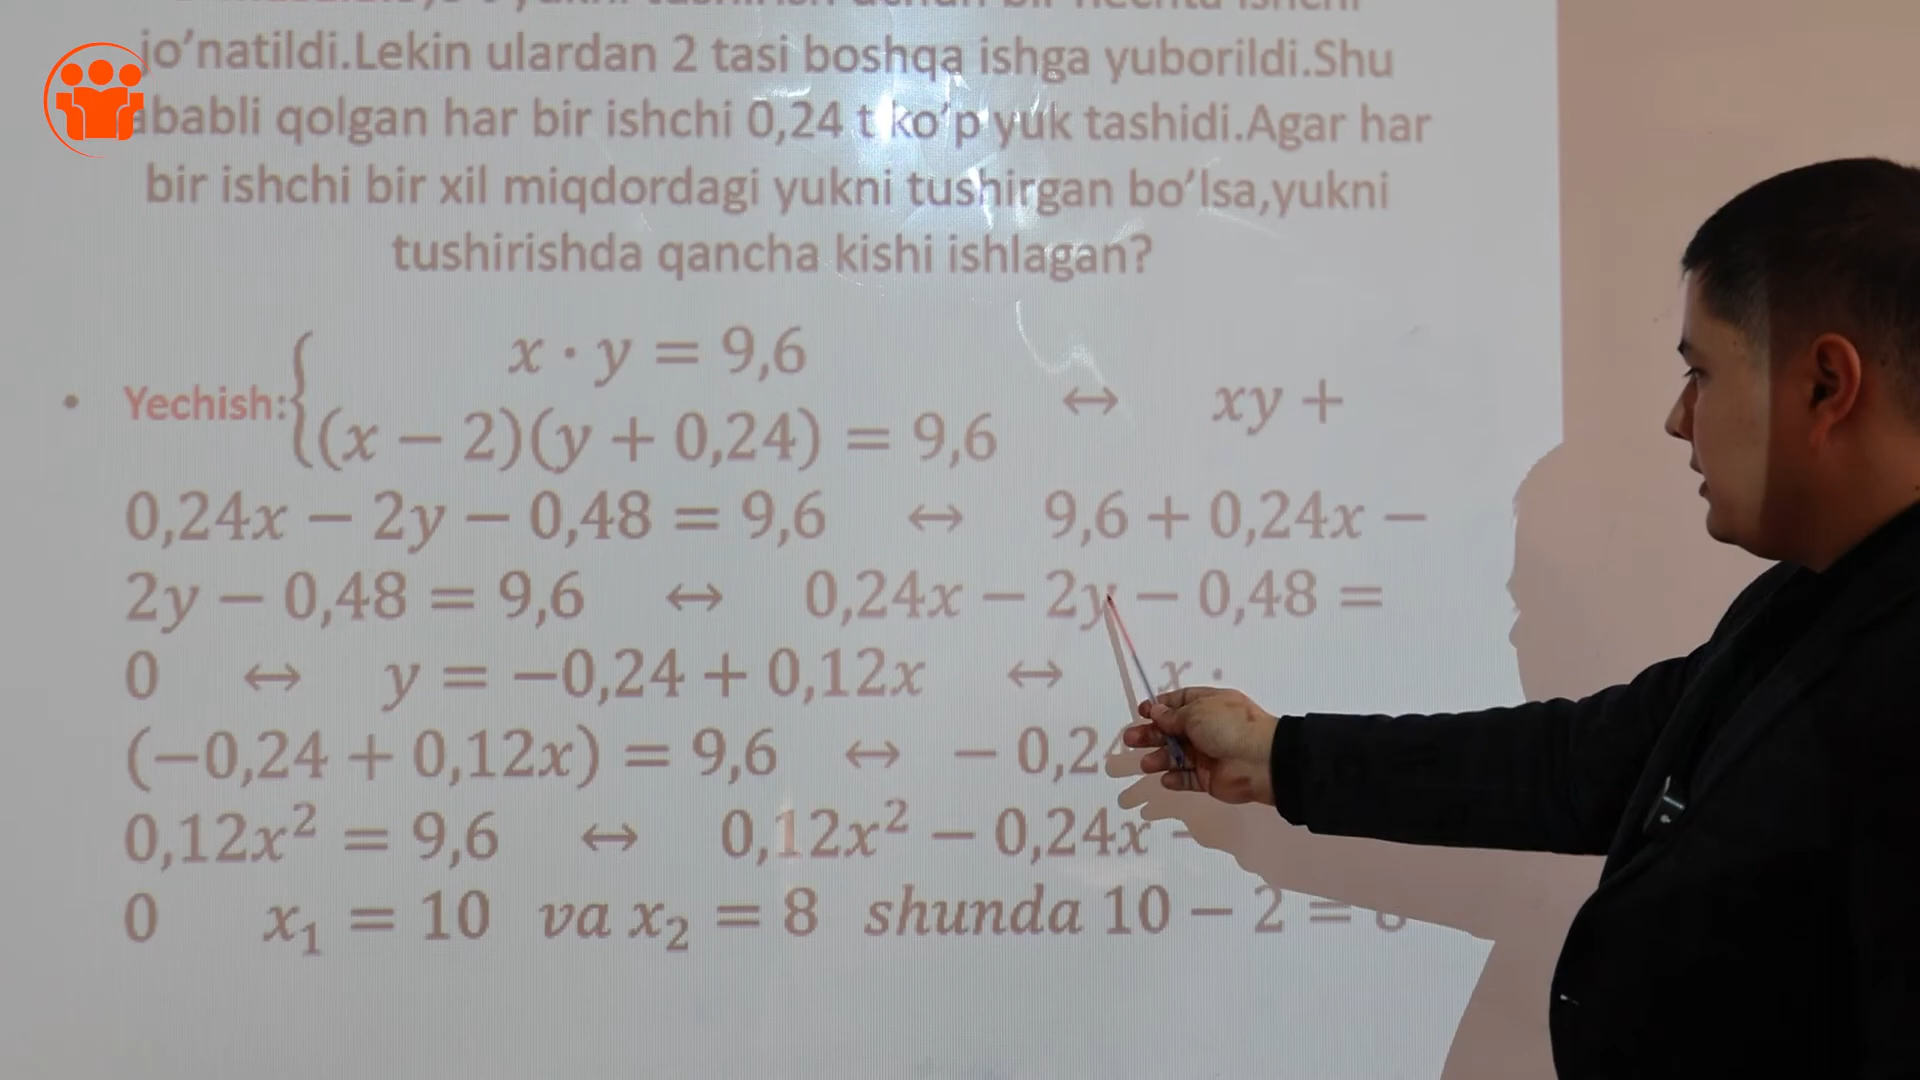 jo’natildi.Lekin ulardan 2 tasi boshqa ishga yuborildi.Shu
qolgan har bir ishchi 0,24 t ko’p yuk tashidi.Agar har
bir ishchi bir xil miqdordagi yukni tushirgan bo’lsa,yukni
tushirishda qancha kishi ishlagan?
• Yechish: { x · y = 9,6
(x − 2)(y + 0,24) = 9,6 ↔ xy +
0,24x − 2y − 0,48 = 9,6 ↔ 9,6 + 0,24x −
2y − 0,48 = 9,6 ↔ 0,24x − 2y − 0,48 =
0 ↔ y = −0,24 + 0,12x ↔ x ·
(−0,24 + 0,12x) = 9,6 ↔ − 0,24
0,12x² = 9,6 ↔ 0,12x² − 0,24x −
0 x₁ = 10 va x₂ = 8 shunda 10 − 2 = 8